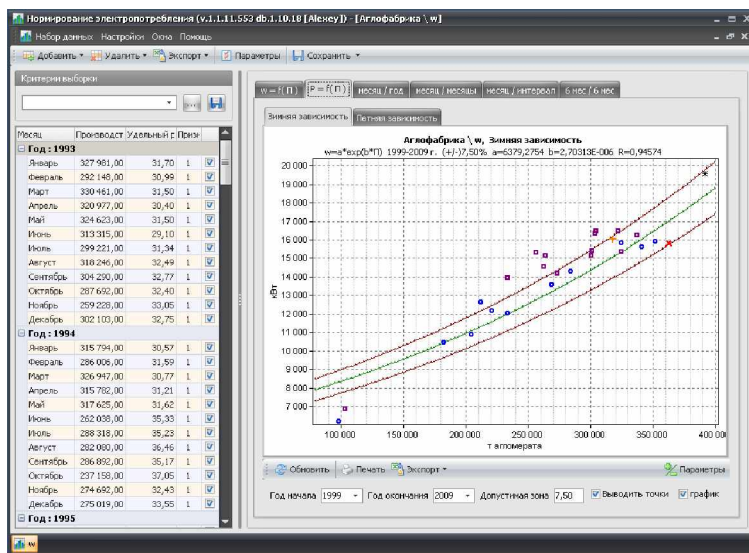 Нормирование электропотребления (v.1.1.11.553 db.1.10.18 [Alexey]) - [Аглофабрика \ w]
Набор данных Настройки Окна Помощь
Добавить Удалить Экспорт Параметры Сохранить
Критерии выборки
w = f( П ) P = f( П ) месяц / год месяц / месяцы месяц / интервал 6 мес / 6 мес
Зимняя зависимость Летняя зависимость
Месяц Производст Удельный р Призн
Год : 1993
Январь 327 981,00 31,70 1
Февраль 292 148,00 30,99 1
Март 330 461,00 31,50 1
Апрель 320 977,00 30,40 1
Май 324 623,00 31,50 1
Июнь 313 315,00 29,10 1
Июль 299 221,00 31,34 1
Август 318 246,00 32,49 1
Сентябрь 304 290,00 32,77 1
Октябрь 287 692,00 32,40 1
Ноябрь 259 228,00 33,05 1
Декабрь 302 103,00 32,75 1
Год : 1994
Январь 315 794,00 30,57 1
Февраль 286 006,00 31,59 1
Март 326 947,00 30,77 1
Апрель 315 782,00 31,21 1
Май 317 625,00 31,62 1
Июнь 262 038,00 35,33 1
Июль 288 318,00 35,23 1
Август 282 080,00 36,46 1
Сентябрь 286 892,00 35,17 1
Октябрь 237 158,00 37,05 1
Ноябрь 274 692,00 32,43 1
Декабрь 275 019,00 33,55 1
Год : 1995
Аглофабрика \ w, Зимняя зависимость
w=a*exp(b*П) 1999-2009 г. (+/-)7,50% a=6379,2754 b=2,70313E-006 R=0,94574
20 000
19 000
18 000
17 000
16 000
15 000
14 000
13 000
12 000
11 000
10 000
9 000
8 000
7 000
кВт
100 000 150 000 200 000 250 000 300 000 350 000 400 000
т агломерата
Обновить Печать Экспорт Параметры
Год начала 1999 Год окончания 2009 Допустимая зона 7,50 Выводить точки график
w